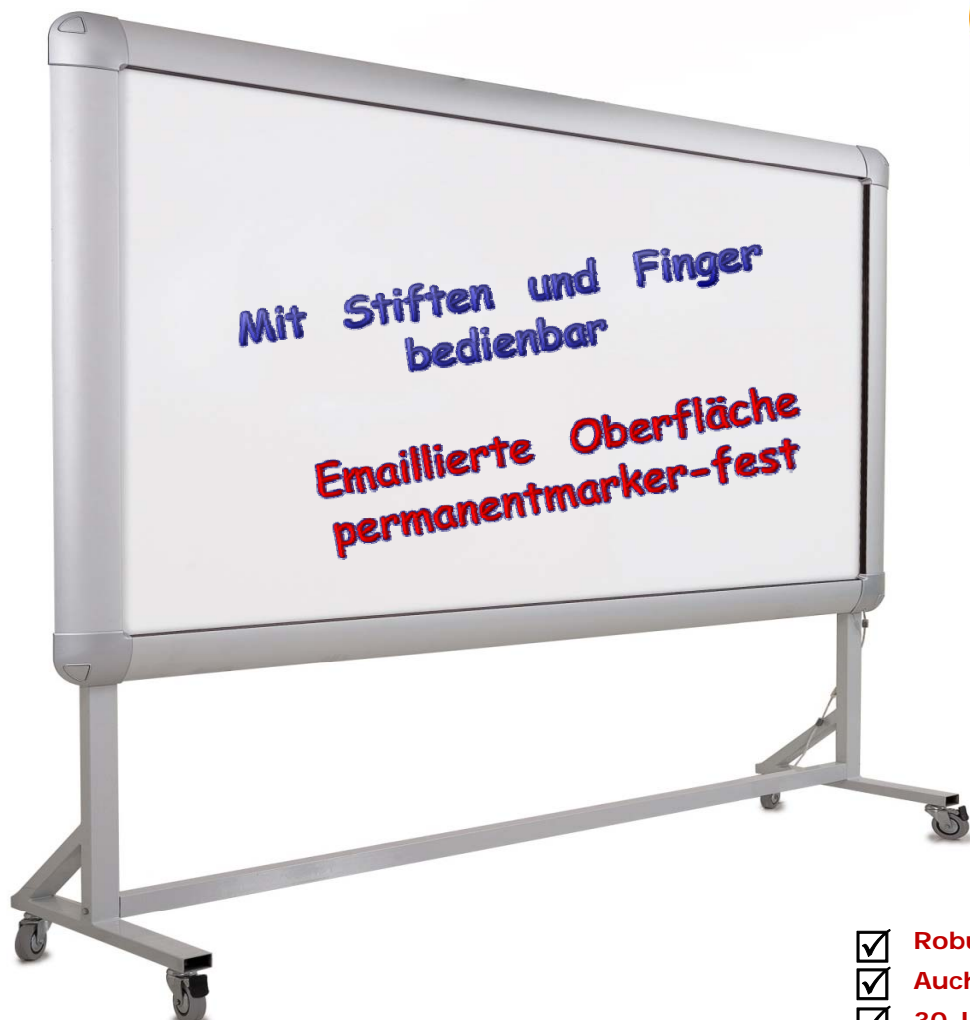 Mit Stiften und Finger
bedienbar
Emaillierte Oberfläche
permanentmarker-fest